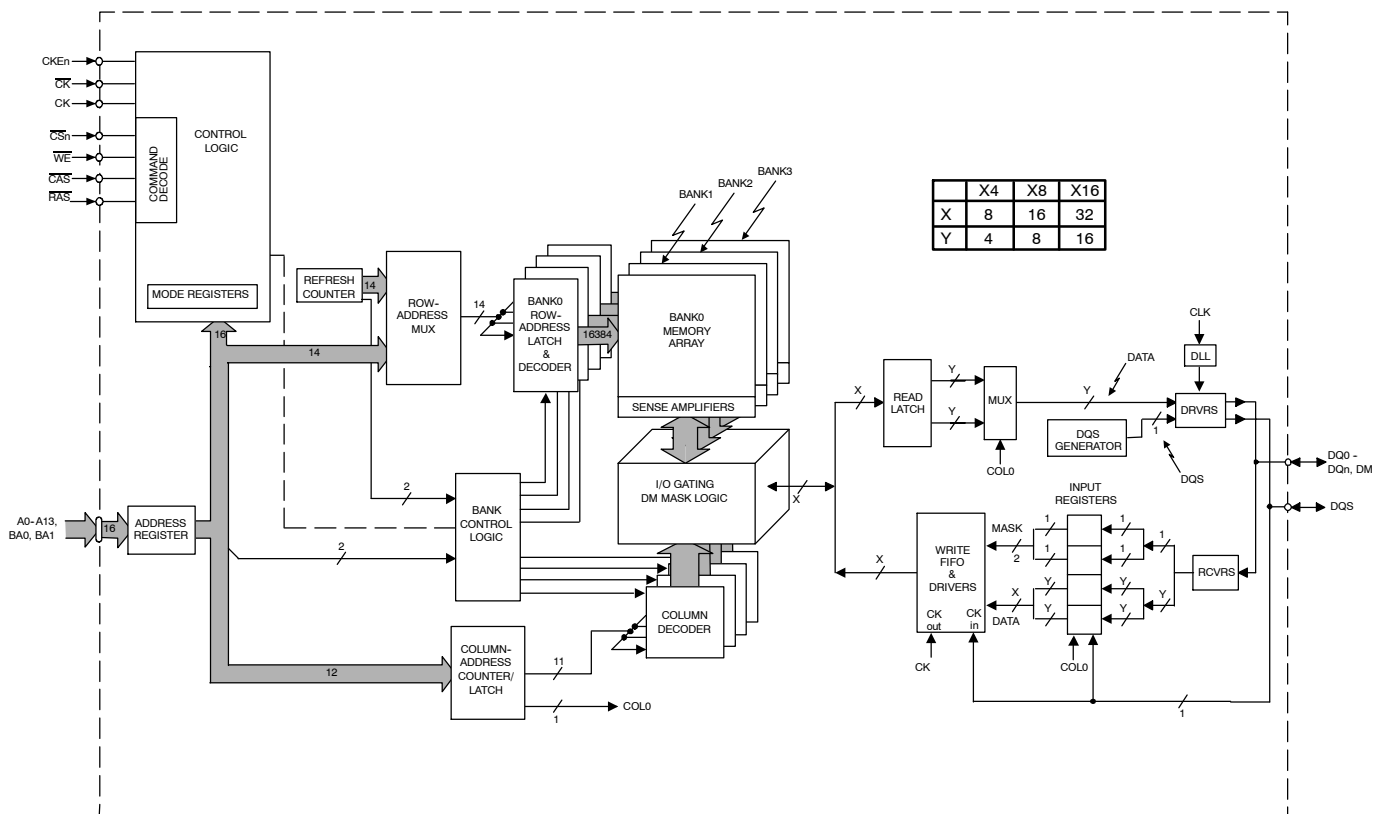 CKEn
CK
CK
CSn
WE
CAS
RAS
CONTROL
LOGIC
COMMAND
DECODE
MODE REGISTERS
16
REFRESH
COUNTER
14
14
ROW-
ADDRESS
MUX
14
BANK0
ROW-
ADDRESS
LATCH
&
DECODER
16384
BANK1
BANK2
BANK3
BANK0
MEMORY
ARRAY
SENSE AMPLIFIERS
X4 X8 X16
X 8 16 32
Y 4 8 16
I/O GATING
DM MASK LOGIC
X
2
BANK
CONTROL
LOGIC
2
A0-A13,
BA0, BA1
16
ADDRESS
REGISTER
12
COLUMN-
ADDRESS
COUNTER/
LATCH
11
1
COL0
COLUMN
DECODER
X
READ
LATCH
Y
Y
MUX
COL0
Y
DATA
CLK
DLL
DRVRS
DQS
GENERATOR
1
DQS
DQ0 -
DQn, DM
DQS
X
WRITE
FIFO
&
DRIVERS
CK
out
CK
in
CK
MASK
2
X
DATA
INPUT
REGISTERS
1
1
Y
Y
1
1
Y
Y
1
Y
RCVRS
COL0
1